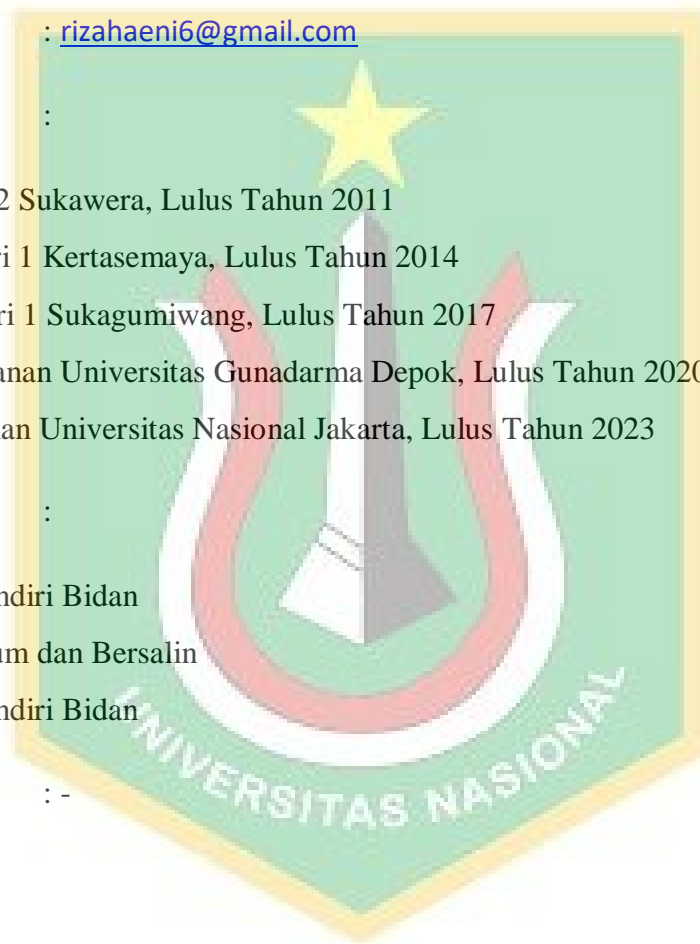 : rizahaeni6@gmail.com
:
2 Sukawera, Lulus Tahun 2011
ri 1 Kertasemaya, Lulus Tahun 2014
ri 1 Sukagumiwang, Lulus Tahun 2017
anan Universitas Gunadarma Depok, Lulus Tahun 2020
an Universitas Nasional Jakarta, Lulus Tahun 2023
:
ndiri Bidan
um dan Bersalin
ndiri Bidan
: -
UNIVERSITAS NASIONAL